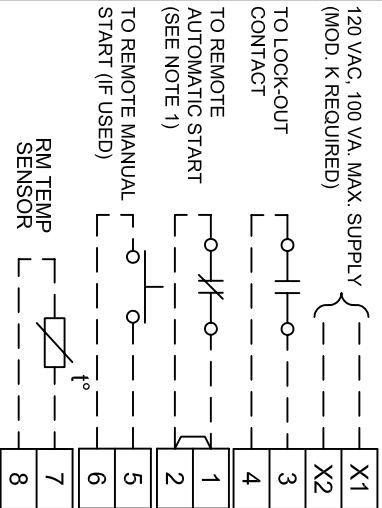 120 VAC, 100 VA. MAX. SUPPLY
(MOD. K REQUIRED)
TO LOCK-OUT
CONTACT
TO REMOTE
AUTOMATIC START
(SEE NOTE 1)
TO REMOTE MANUAL
START (IF USED)
RM TEMP
SENSOR
t°
X1
X2
3
4
1
2
5
6
7
8